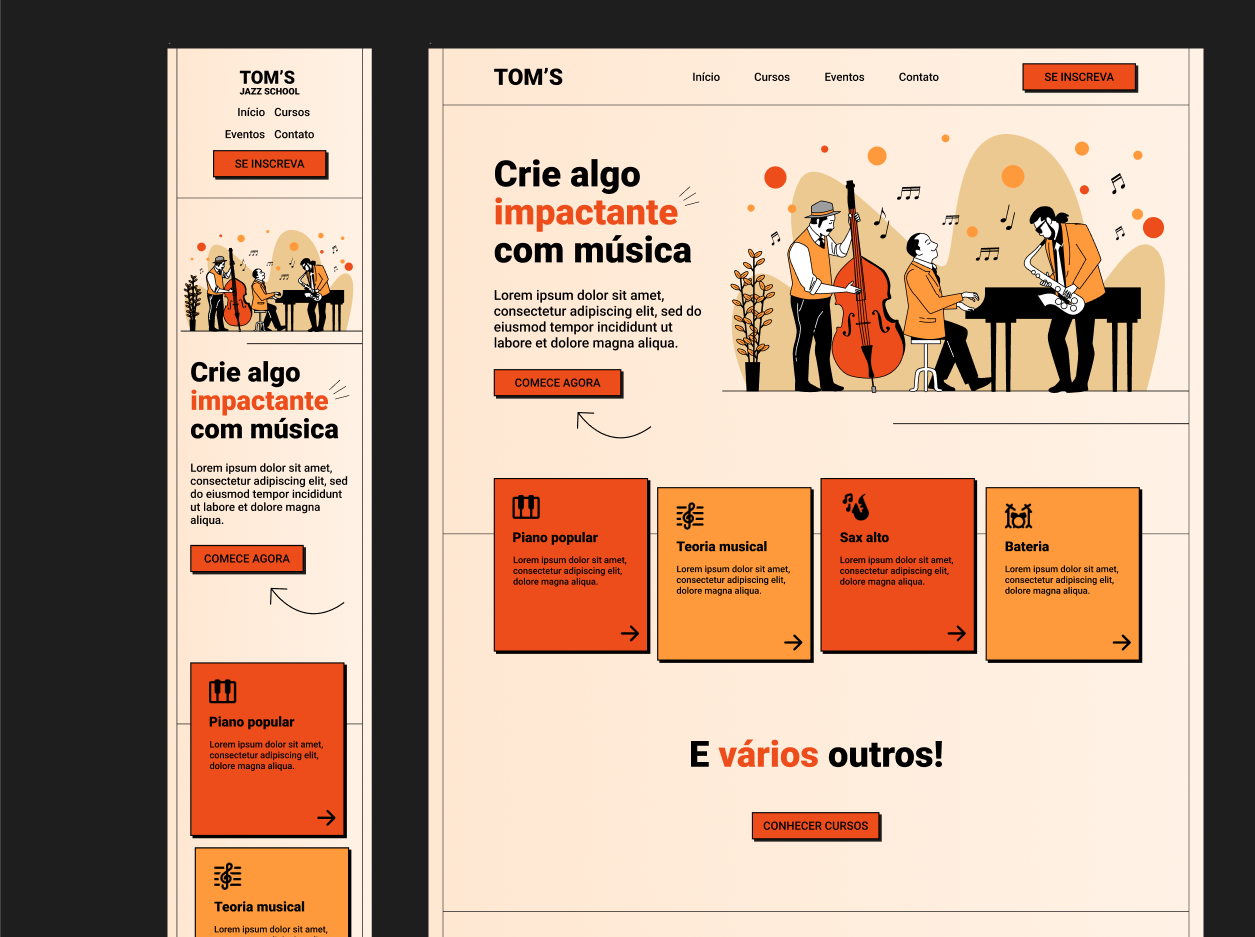 TOM’S
JAZZ SCHOOL
Início Cursos
Eventos Contato
SE INSCREVA
Crie algo
impactante
com música
Lorem ipsum dolor sit amet,
consectetur adipiscing elit, sed
do eiusmod tempor incididunt
ut labore et dolore magna
aliqua.
COMECE AGORA
Piano popular
Lorem ipsum dolor sit amet,
consectetur adipiscing elit,
dolore magna aliqua.
Teoria musical
Lorem ipsum dolor sit amet,
TOM’S
Início Cursos Eventos Contato
SE INSCREVA
Crie algo
impactante
com música
Lorem ipsum dolor sit amet,
consectetur adipiscing elit, sed do
eiusmod tempor incididunt ut
labore et dolore magna aliqua.
COMECE AGORA
Piano popular
Lorem ipsum dolor sit amet,
consectetur adipiscing elit,
dolore magna aliqua.
Teoria musical
Lorem ipsum dolor sit amet,
consectetur adipiscing elit,
dolore magna aliqua.
Sax alto
Lorem ipsum dolor sit amet,
consectetur adipiscing elit,
dolore magna aliqua.
Bateria
Lorem ipsum dolor sit amet,
consectetur adipiscing elit,
dolore magna aliqua.
E vários outros!
CONHECER CURSOS